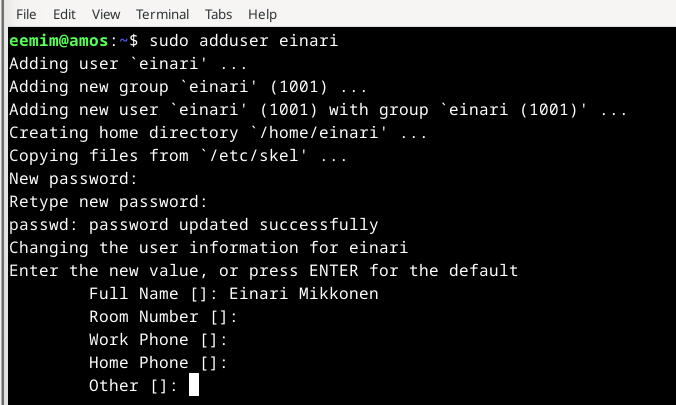 File Edit View Terminal Tabs Help
eemim@amos:~$ sudo adduser einari
Adding user `einari' ...
Adding new group `einari' (1001) ...
Adding new user `einari' (1001) with group `einari (1001)' ...
Creating home directory `/home/einari' ...
Copying files from `/etc/skel' ...
New password:
Retype new password:
passwd: password updated successfully
Changing the user information for einari
Enter the new value, or press ENTER for the default
Full Name []: Einari Mikkonen
Room Number []:
Work Phone []:
Home Phone []:
Other []: